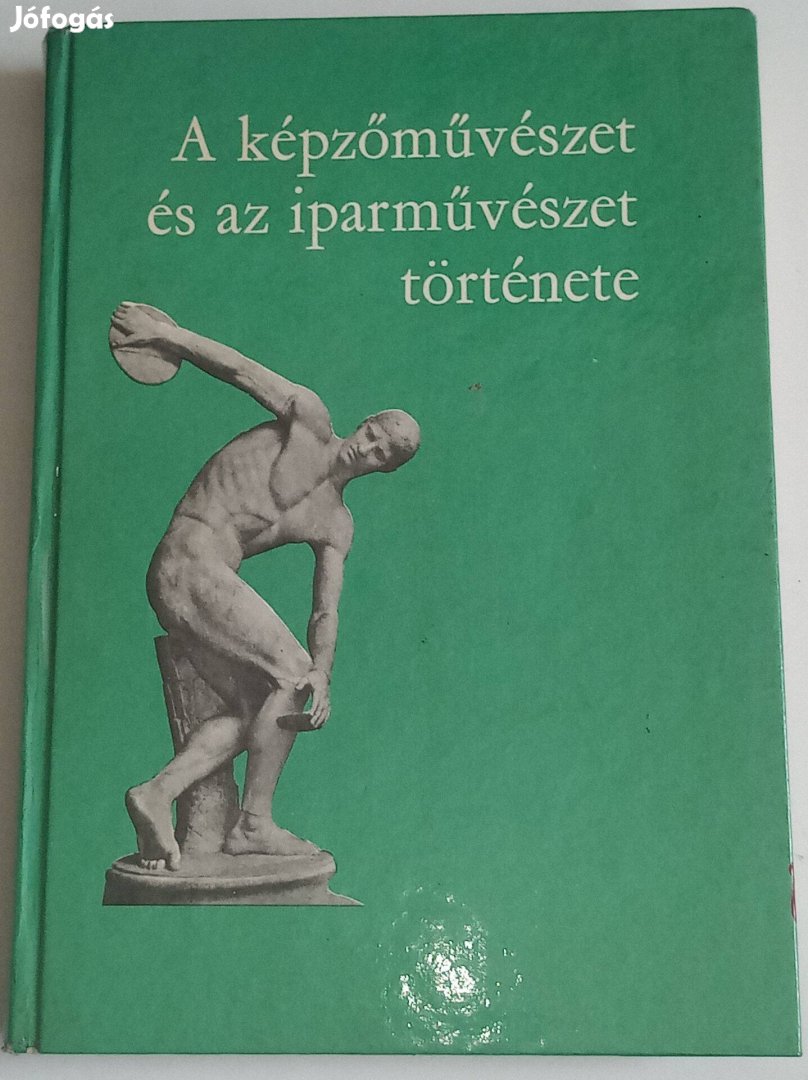 Jófogás
A képzőművészet
és az iparművészet
története